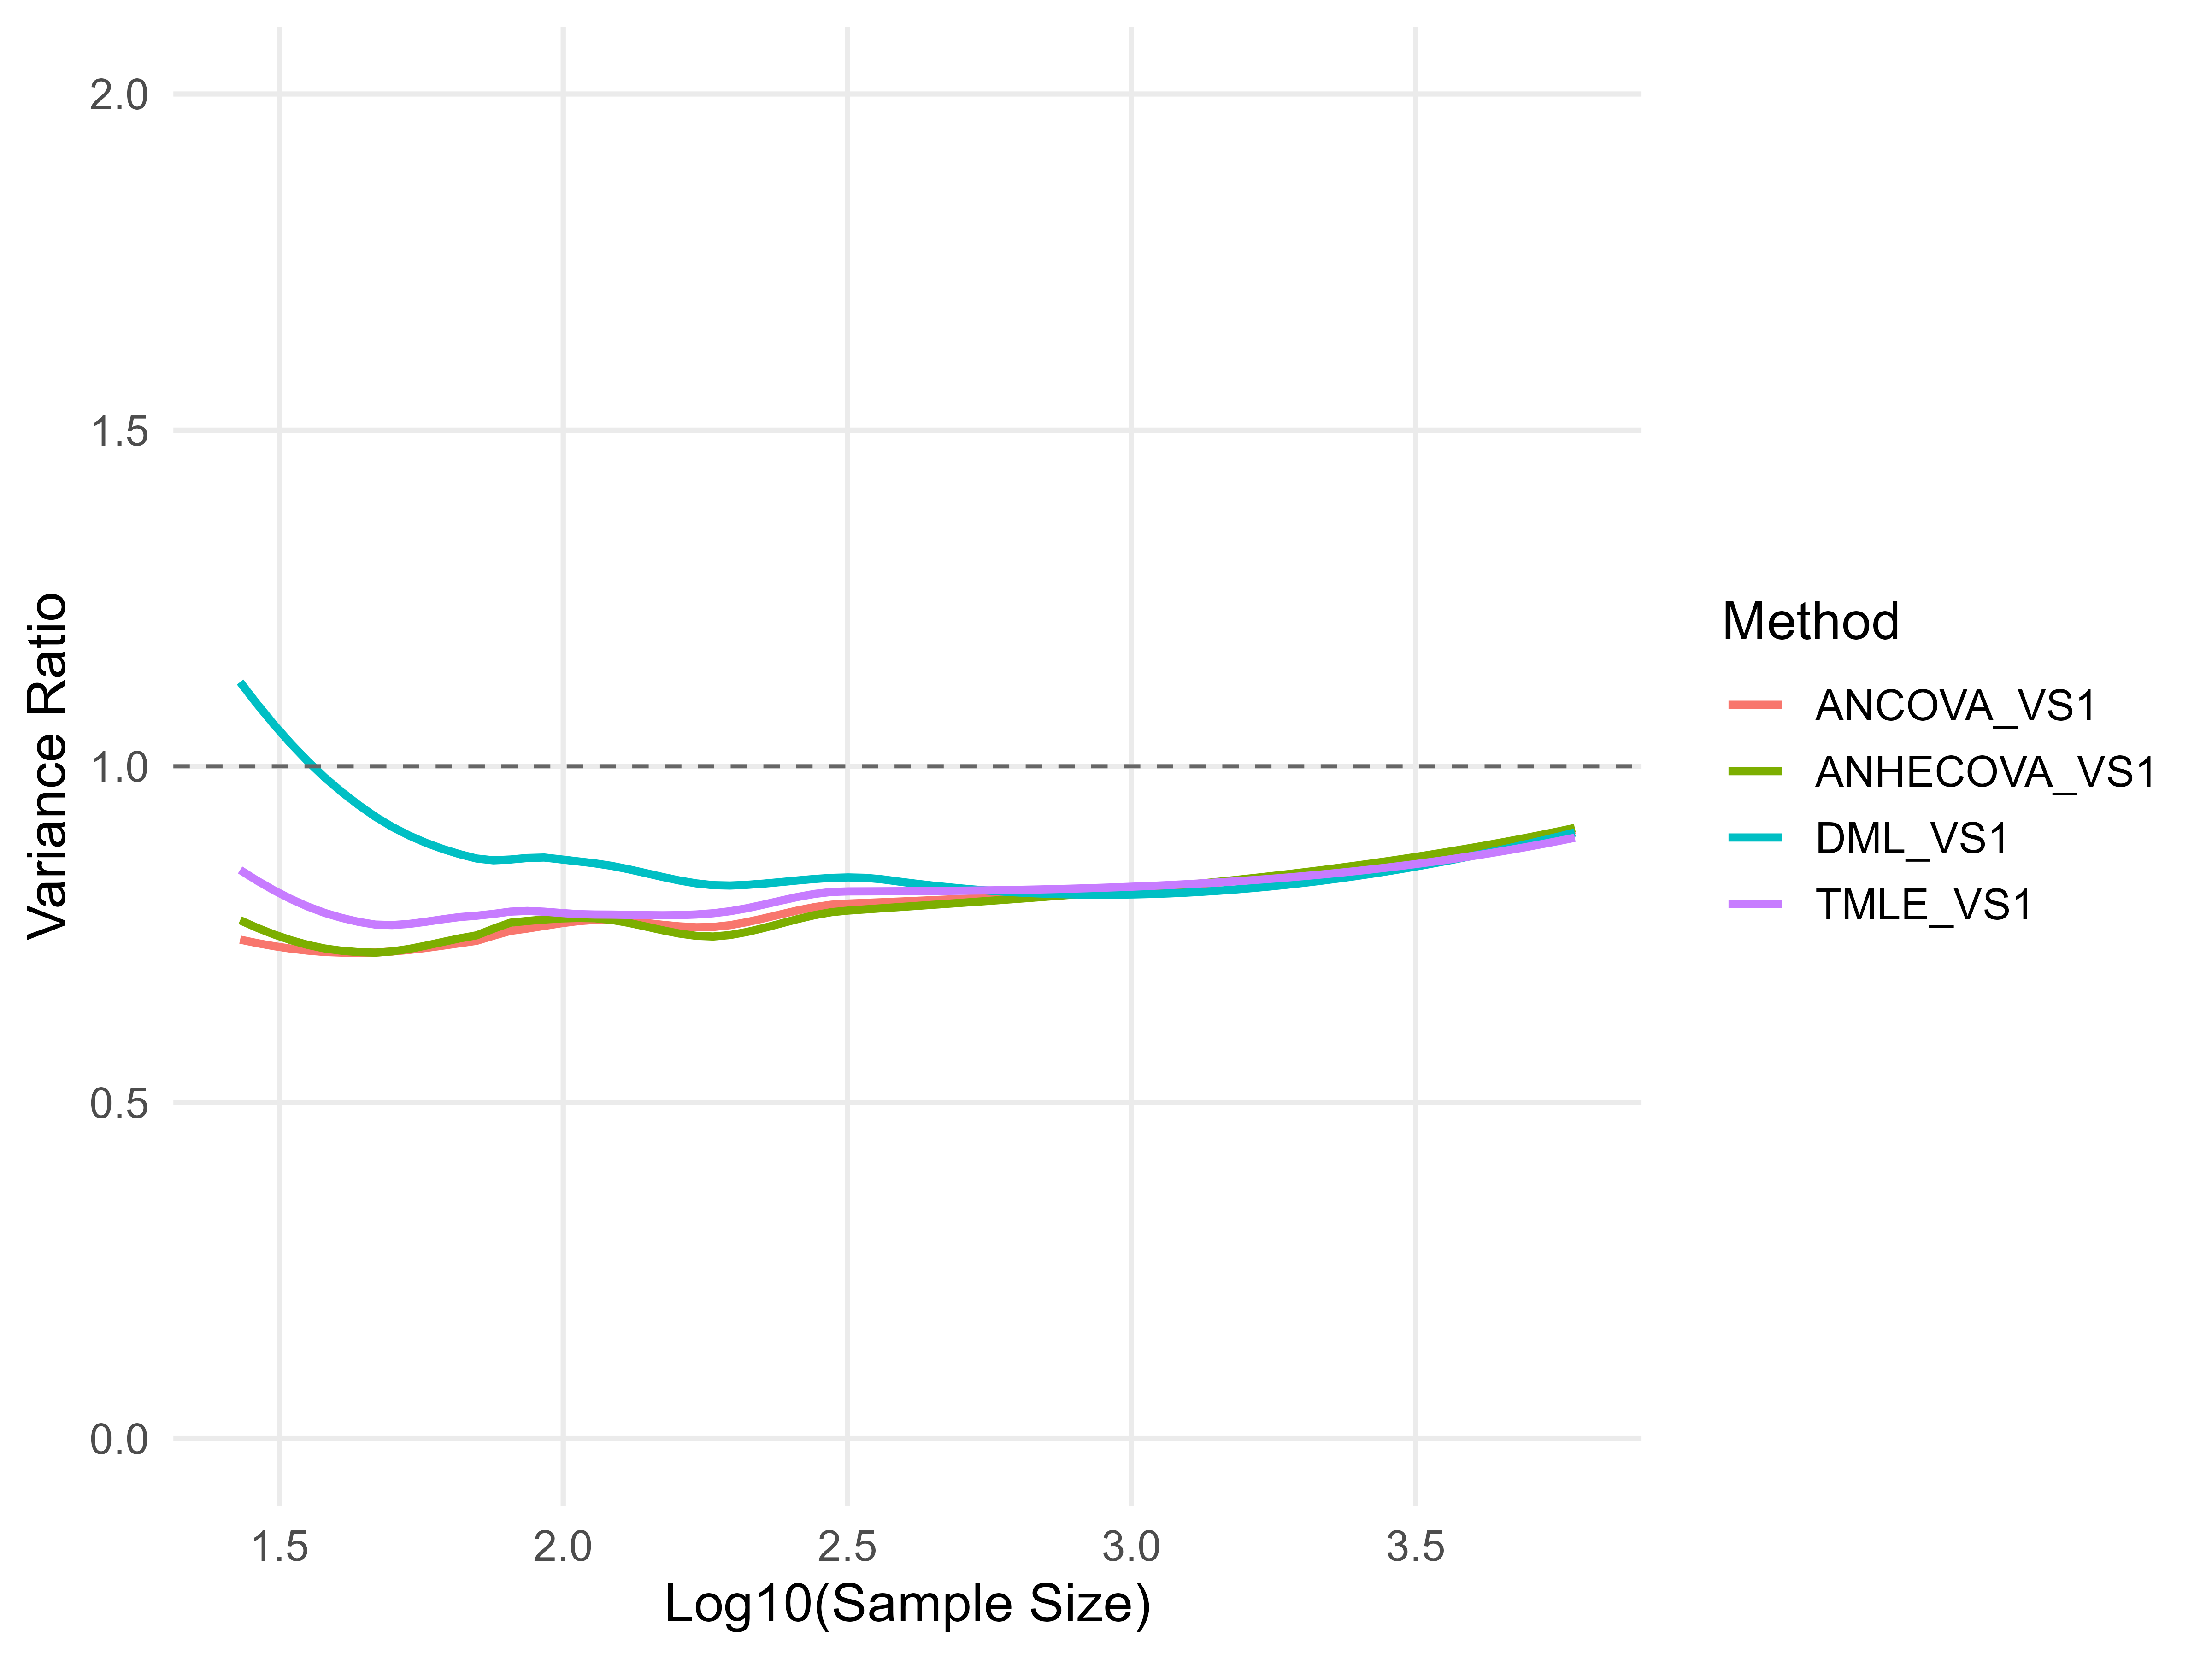 Variance Ratio
2.0
1.5
1.0
0.5
0.0
1.5 2.0 2.5 3.0 3.5
Log10(Sample Size)
Method
ANCOVA_VS1
ANHECOVA_VS1
DML_VS1
TMLE_VS1